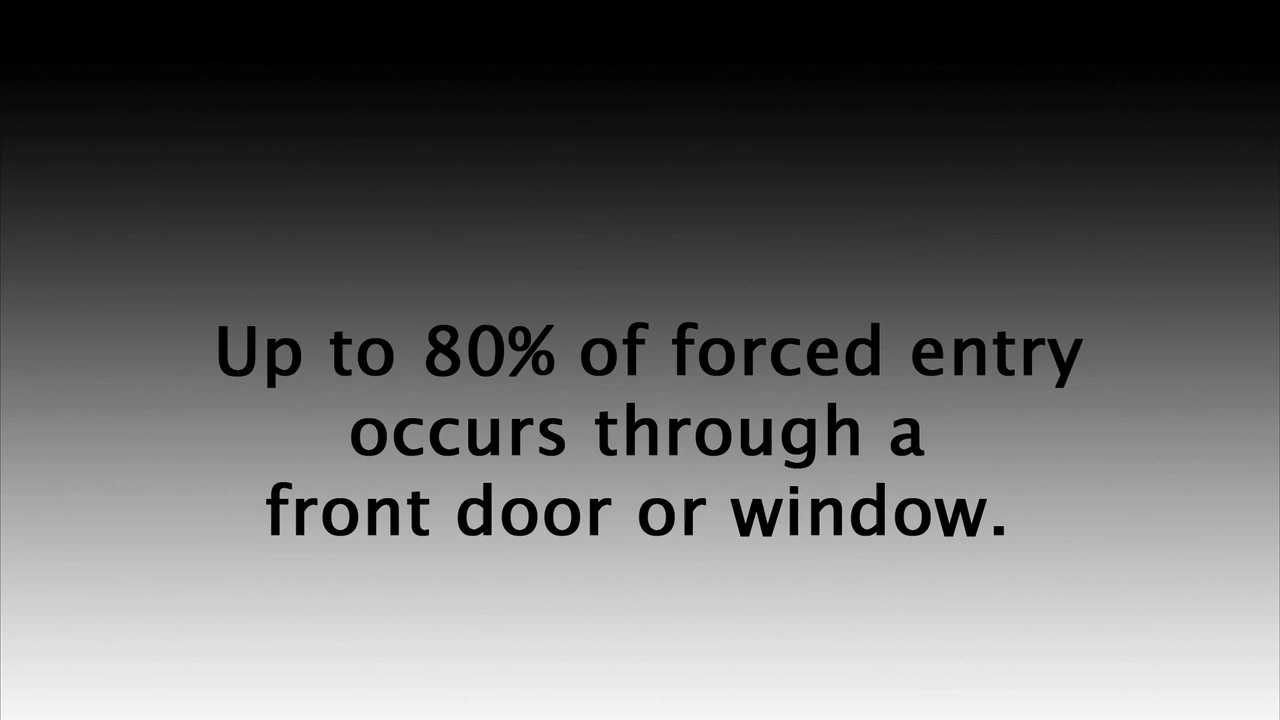 Up to 80% of forced entry
occurs through a
front door or window.